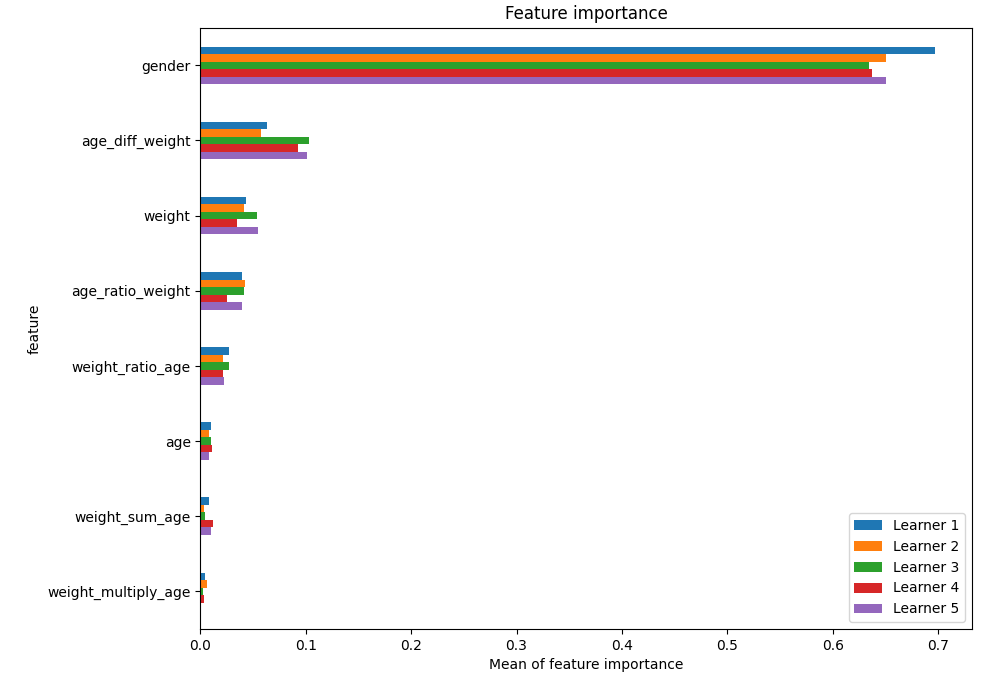 Feature importance
gender
age_diff_weight
weight
age_ratio_weight
weight_ratio_age
age
weight_sum_age
weight_multiply_age
feature
Learner 1
Learner 2
Learner 3
Learner 4
Learner 5
0.0 0.1 0.2 0.3 0.4 0.5 0.6 0.7
Mean of feature importance